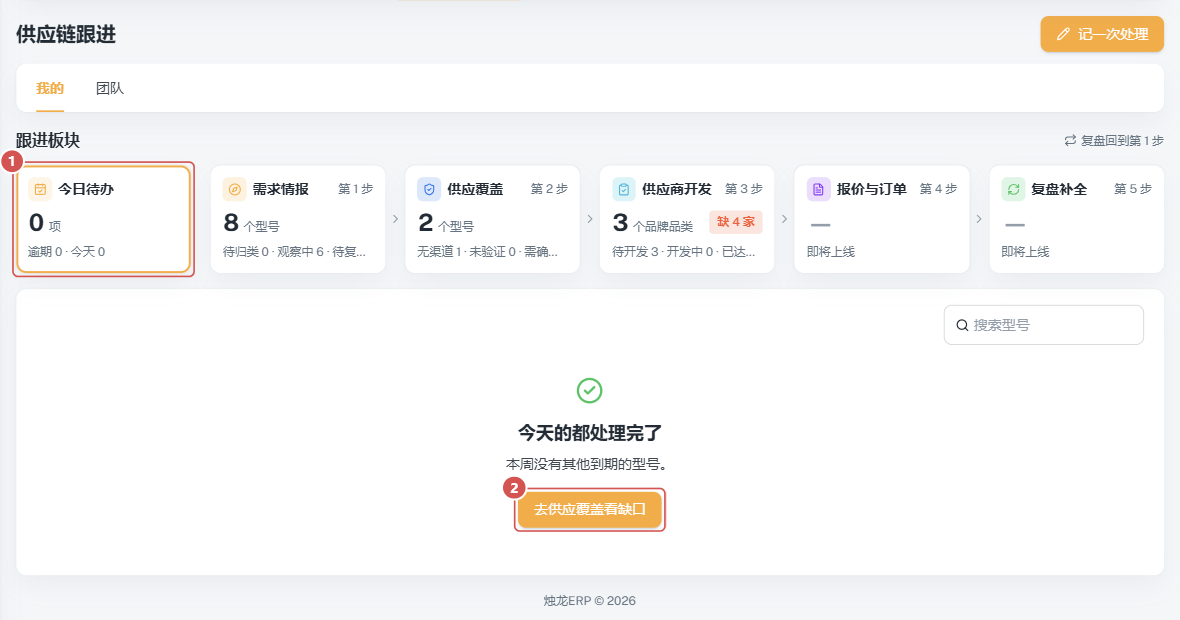 供应链跟进
记一次处理
我的
团队
跟进板块
复盘回到第 1 步
1
今日待办
0 项
逾期 0 · 今天 0
需求情报
第 1 步
8 个型号
待归类 0 · 观察中 6 · 待复...
供应覆盖
第 2 步
2 个型号
无渠道 1 · 未验证 0 · 需确...
供应商开发
第 3 步
3 个品牌品类
缺 4 家
待开发 3 · 开发中 0 · 已达...
报价与订单
第 4 步
—
即将上线
复盘补全
第 5 步
—
即将上线
搜索型号
今天的都处理完了
本周没有其他到期的型号。
2
去供应覆盖看缺口
烛龙ERP © 2026